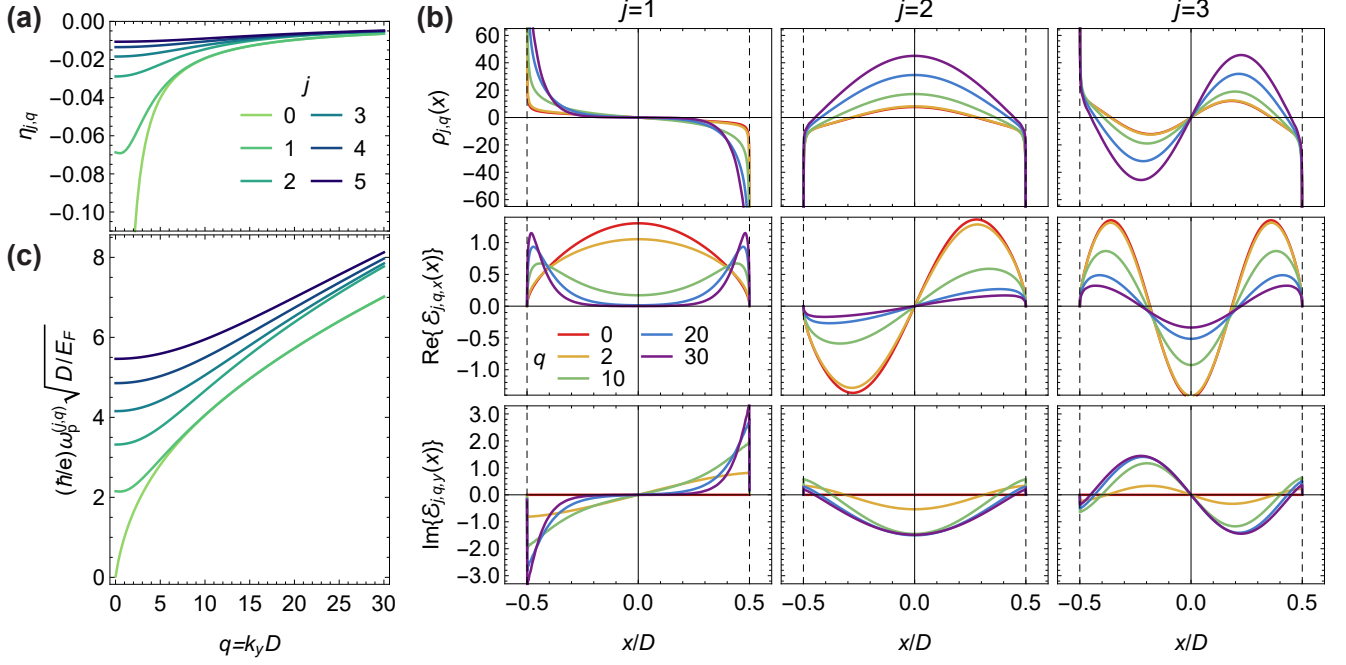 (a)
0.00
−0.02
−0.04
−0.06
−0.08
−0.10
η_{j,q}
j
0 3
1 4
2 5
(c)
8
6
4
2
0
(ħ/e)ω_p^{(j,q)} √D/E_F
0 5 10 15 20 25 30
q=k_yD
(b)
j=1 j=2 j=3
60
40
20
0
−20
−40
−60
ρ_{j,q}(x)
1.0
0.5
0.0
−0.5
−1.0
Re{ℰ_{j,q,x}(x)}
q
0 20
2 30
10
3.0
2.0
1.0
0.0
−1.0
−2.0
−3.0
Im{ℰ_{j,q,y}(x)}
−0.5 0.0 0.5 0.0 0.5 0.0 0.5
x/D x/D x/D